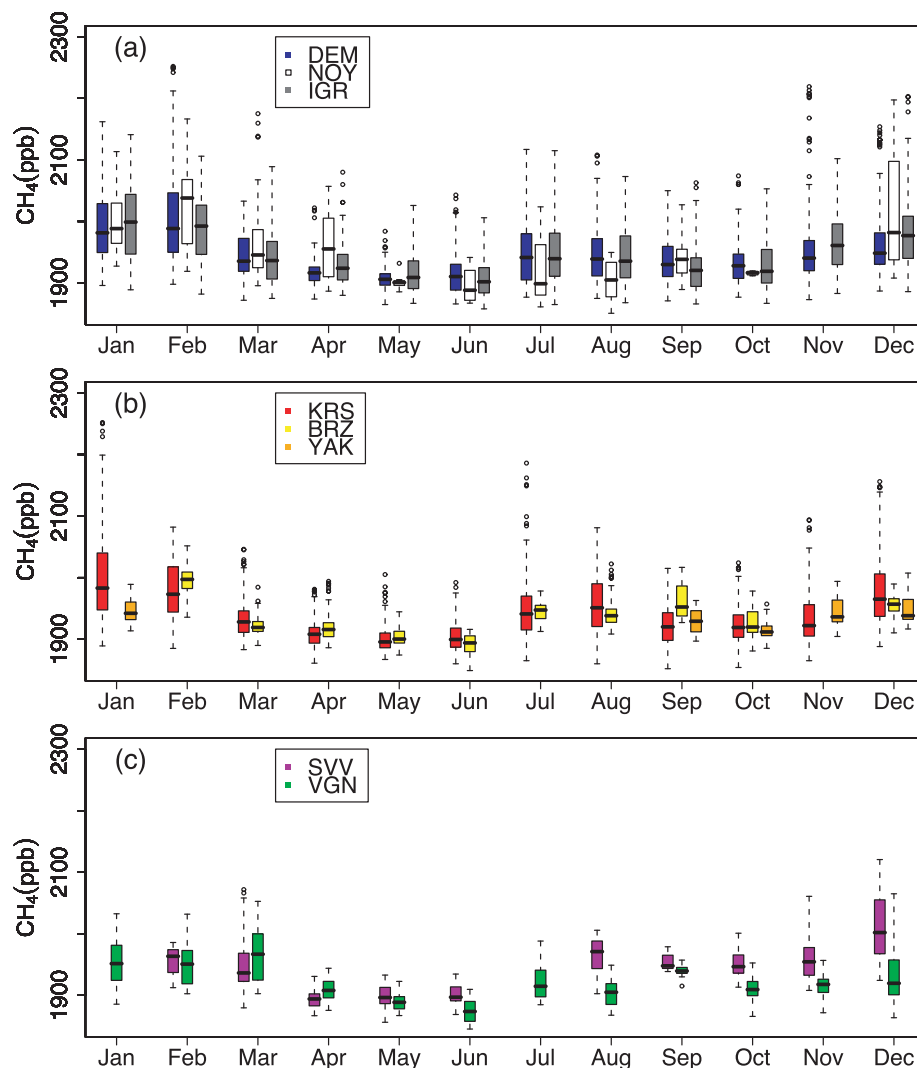 (a)
DEM
NOY
IGR
CH4(ppb)
2300
2100
1900
Jan Feb Mar Apr May Jun Jul Aug Sep Oct Nov Dec
(b)
KRS
BRZ
YAK
CH4(ppb)
2300
2100
1900
Jan Feb Mar Apr May Jun Jul Aug Sep Oct Nov Dec
(c)
SVV
VGN
CH4(ppb)
2300
2100
1900
Jan Feb Mar Apr May Jun Jul Aug Sep Oct Nov Dec